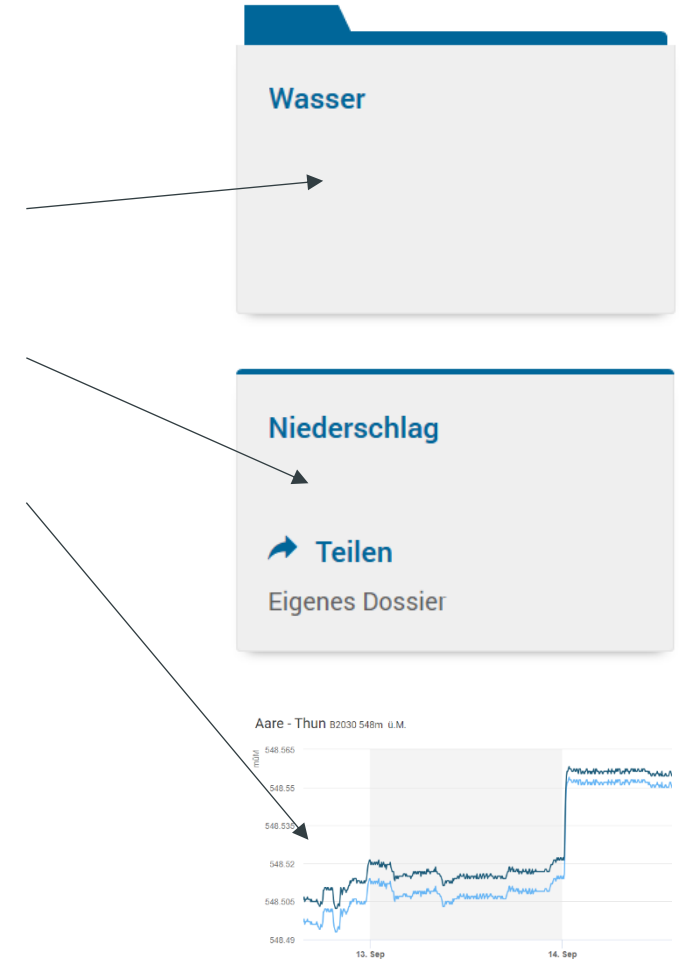 Wasser
Niederschlag
Teilen
Eigenes Dossier
Aare - Thun B2030 548m ü.M.
müM
548.565
548.55
548.535
548.52
548.505
548.49
13. Sep
14. Sep